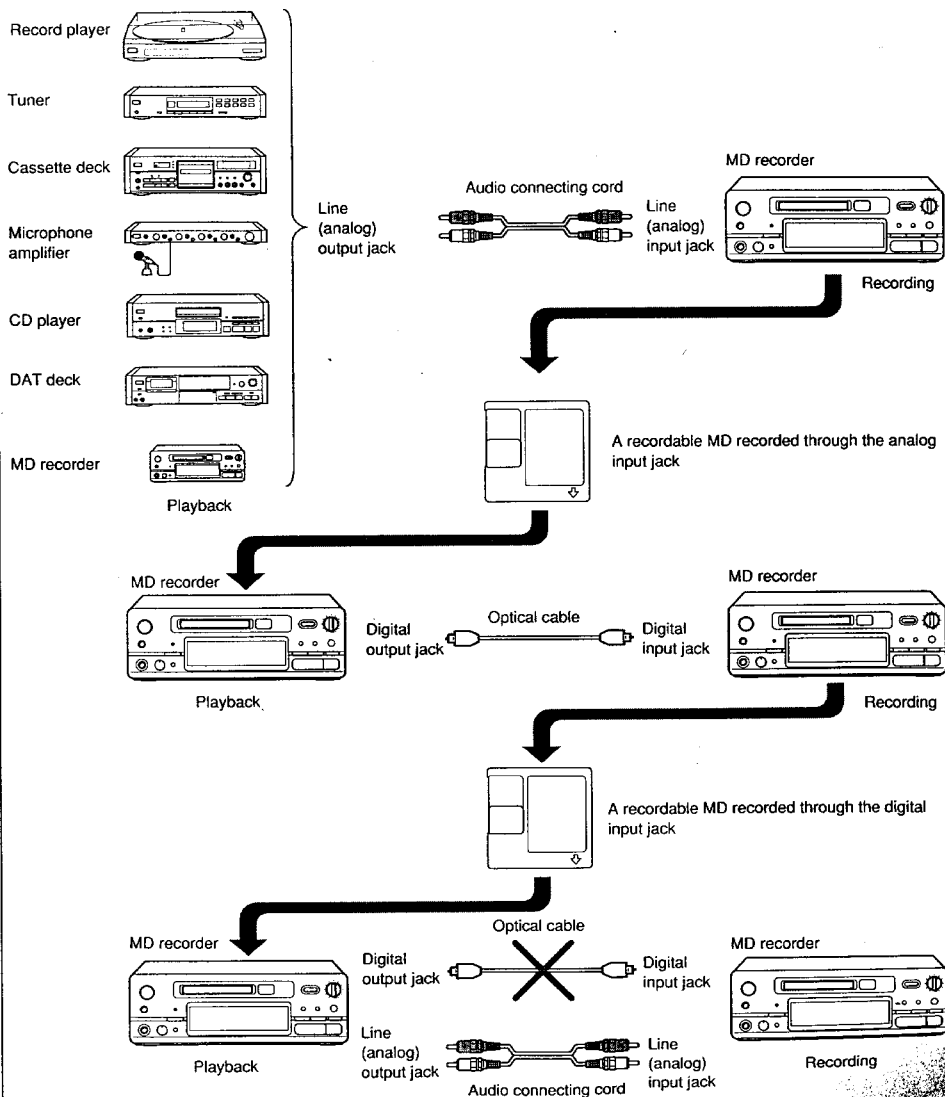 Record player
Tuner
Cassette deck
Microphone
amplifier
CD player
DAT deck
MD recorder
Playback
Line
(analog)
output jack
Audio connecting cord
Line
(analog)
input jack
MD recorder
Recording
A recordable MD recorded through the analog
input jack
MD recorder
Playback
Digital
output jack
Optical cable
Digital
input jack
MD recorder
Recording
A recordable MD recorded through the digital
input jack
MD recorder
Playback
Optical cable
Digital
output jack
Digital
input jack
Line
(analog)
output jack
Audio connecting cord
Line
(analog)
input jack
MD recorder
Recording